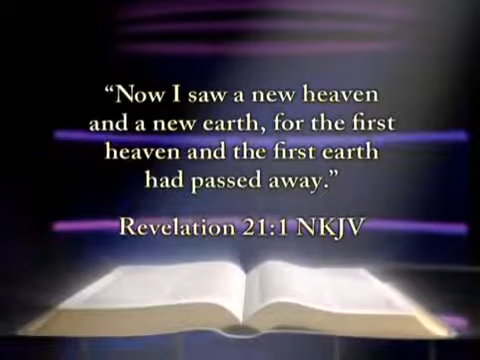 “Now I saw a new heaven
and a new earth, for the first
heaven and the first earth
had passed away.”
Revelation 21:1 NKJV